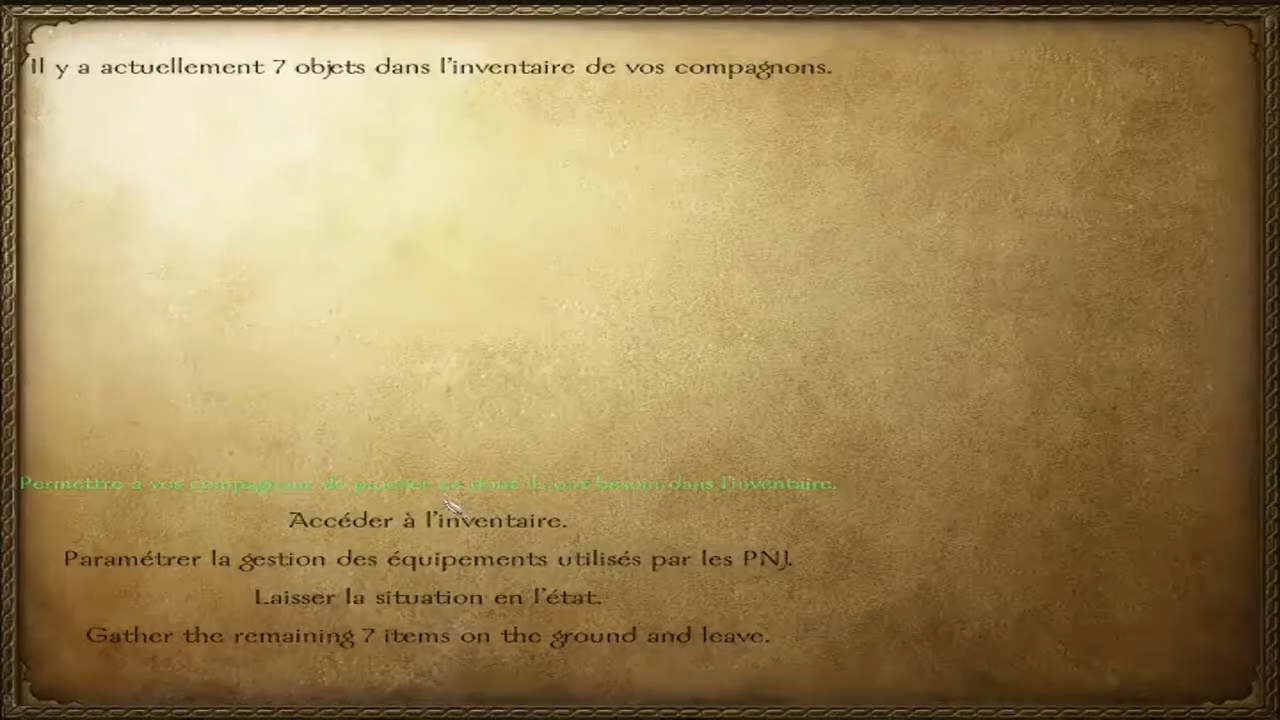 Il y a actuellement 7 objets dans l'inventaire de vos compagnons.
Permettre à vos compagnons de piocher ce dont ils ont besoin dans l'inventaire.
Accéder à l'inventaire.
Paramétrer la gestion des équipements utilisés par les PNJ.
Laisser la situation en l'état.
Gather the remaining 7 items on the ground and leave.